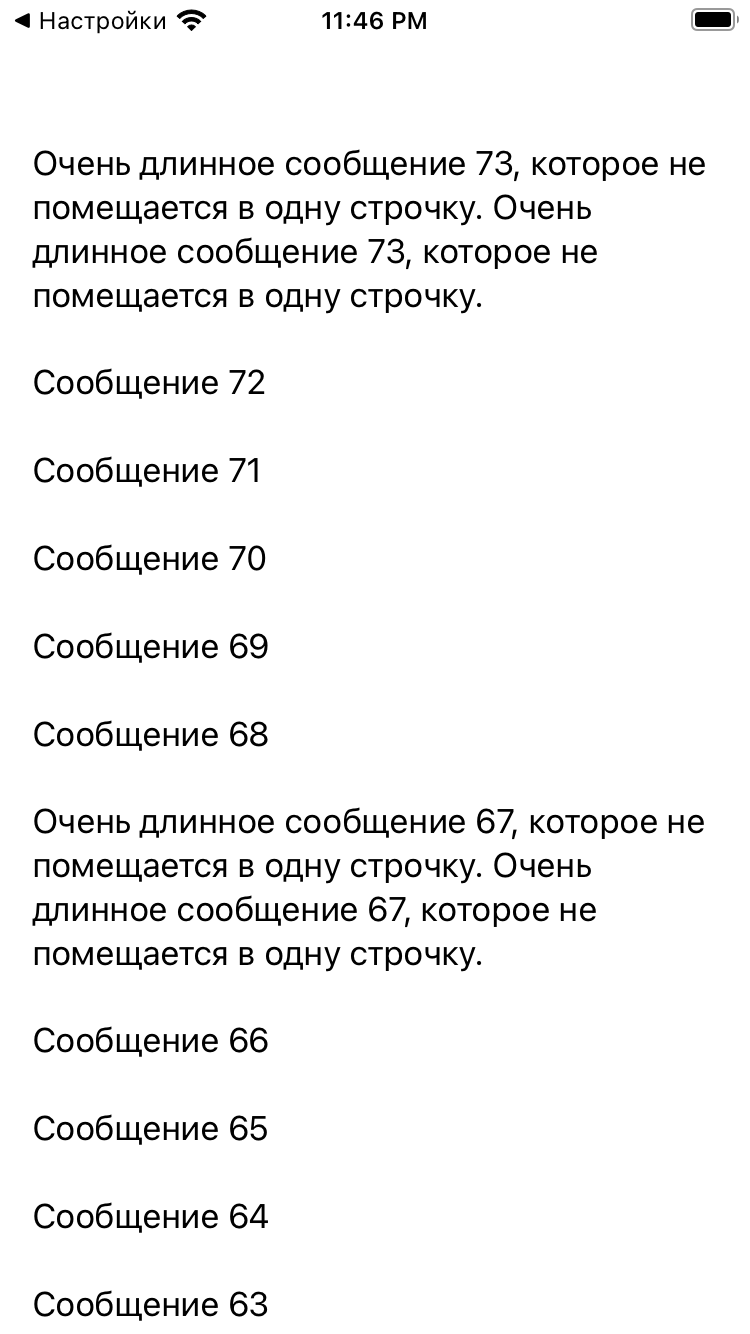 ◀ Настройки 11:46 PM
Очень длинное сообщение 73, которое не
помещается в одну строчку. Очень
длинное сообщение 73, которое не
помещается в одну строчку.
Сообщение 72
Сообщение 71
Сообщение 70
Сообщение 69
Сообщение 68
Очень длинное сообщение 67, которое не
помещается в одну строчку. Очень
длинное сообщение 67, которое не
помещается в одну строчку.
Сообщение 66
Сообщение 65
Сообщение 64
Сообщение 63